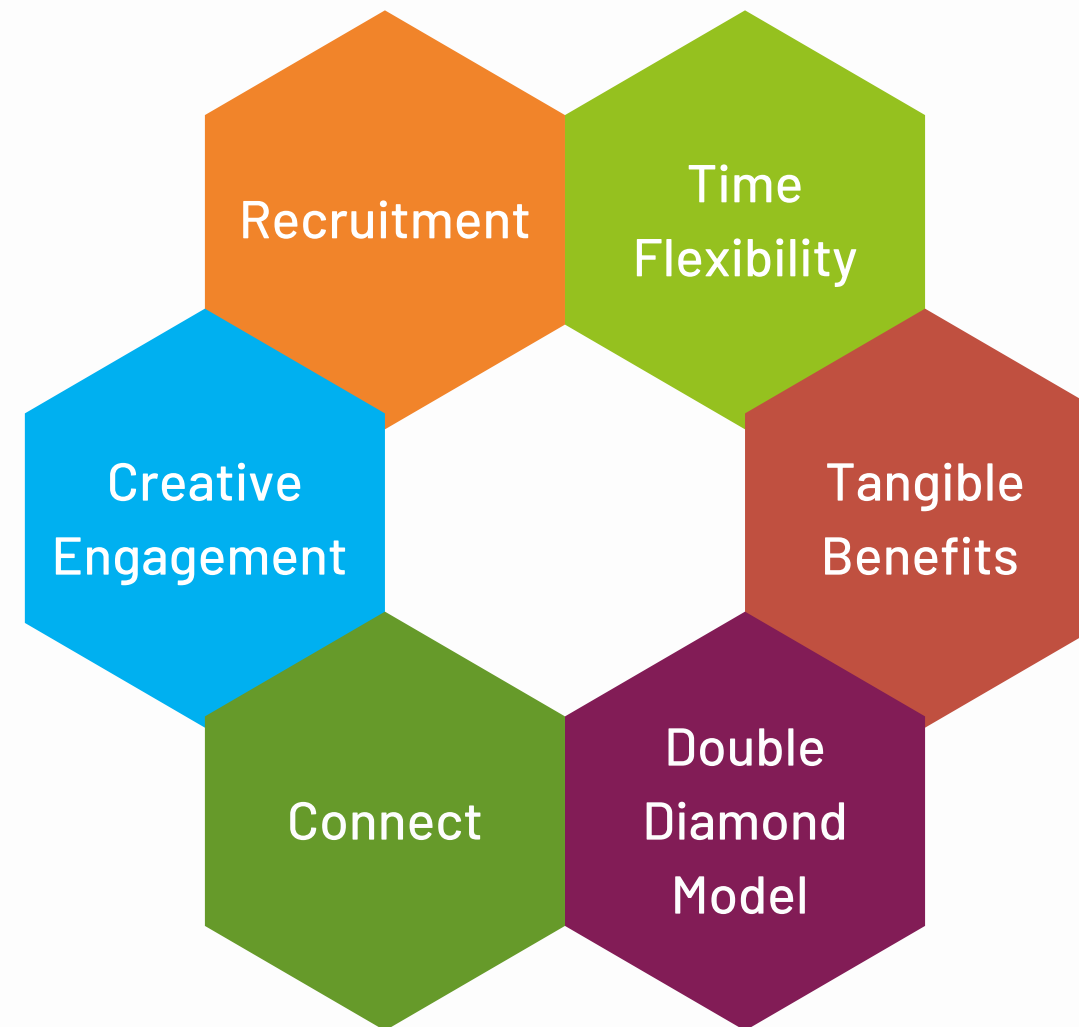 Recruitment
Time
Flexibility
Creative
Engagement
Tangible
Benefits
Connect
Double
Diamond
Model